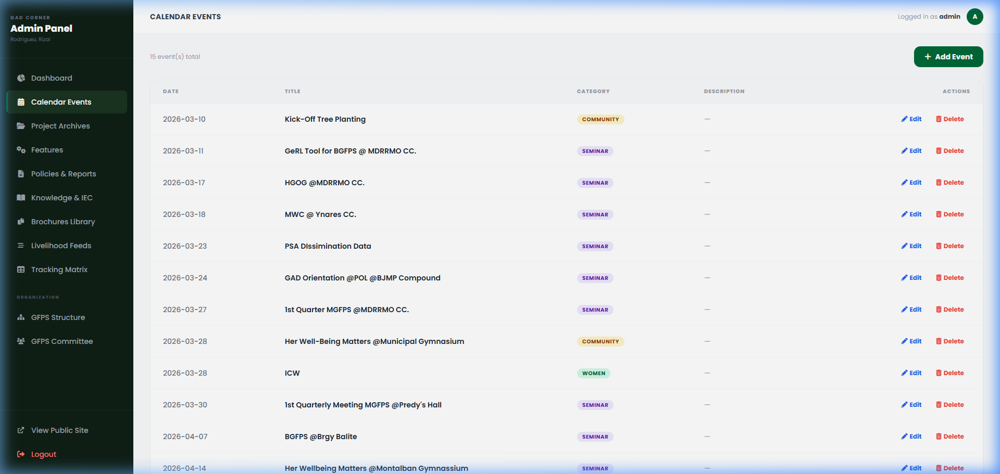 GAD CORNER
Admin Panel
Rodriguez, Rizal
Dashboard
Calendar Events
Project Archives
Features
Policies & Reports
Knowledge & IEC
Brochures Library
Livelihood Feeds
Tracking Matrix
ORGANIZATION
GFPS Structure
GFPS Committee
View Public Site
Logout
CALENDAR EVENTS
Logged in as admin A
15 event(s) total
+ Add Event
DATE TITLE CATEGORY DESCRIPTION ACTIONS
2026-03-10 Kick-Off Tree Planting COMMUNITY — Edit Delete
2026-03-11 GeRL Tool for BGFPS @ MDRRMO CC. SEMINAR — Edit Delete
2026-03-17 HGOG @MDRRMO CC. SEMINAR — Edit Delete
2026-03-18 MWC @ Ynares CC. SEMINAR — Edit Delete
2026-03-23 PSA DIssimination Data SEMINAR — Edit Delete
2026-03-24 GAD Orientation @POL @BJMP Compound SEMINAR — Edit Delete
2026-03-27 1st Quarter MGFPS @MDRRMO CC. SEMINAR — Edit Delete
2026-03-28 Her Well-Being Matters @Municipal Gymnasium COMMUNITY — Edit Delete
2026-03-28 ICW WOMEN — Edit Delete
2026-03-30 1st Quarterly Meeting MGFPS @Predy's Hall SEMINAR — Edit Delete
2026-04-07 BGFPS @Brgy Balite SEMINAR — Edit Delete
2026-04-14 Her Wellbeing Matters @Montalban Gymnassium SEMINAR — Edit Delete